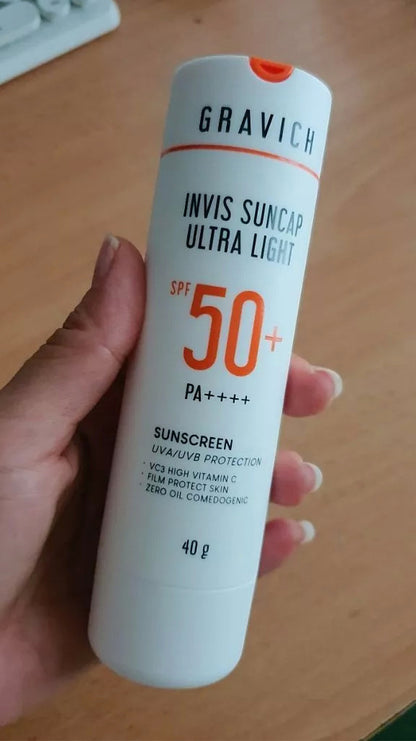 GRAVICH
INVIS SUNCAP
ULTRA LIGHT
SPF 50+
PA++++
SUNSCREEN
UVA/UVB PROTECTION
· VC3 HIGH VITAMIN C
· FILM PROTECT SKIN
· ZERO OIL COMEDOGENIC
40 g